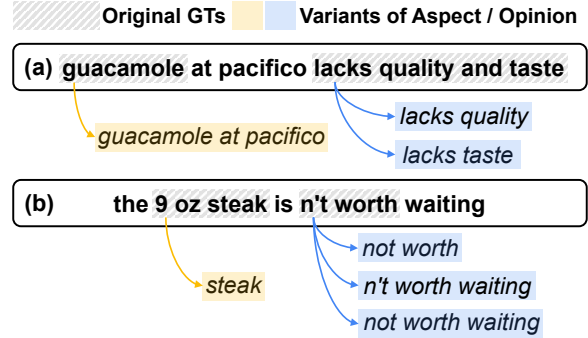 Original GTs Variants of Aspect / Opinion
(a) guacamole at pacifico lacks quality and taste
guacamole at pacifico
lacks quality
lacks taste
(b) the 9 oz steak is n't worth waiting
not worth
steak
n't worth waiting
not worth waiting